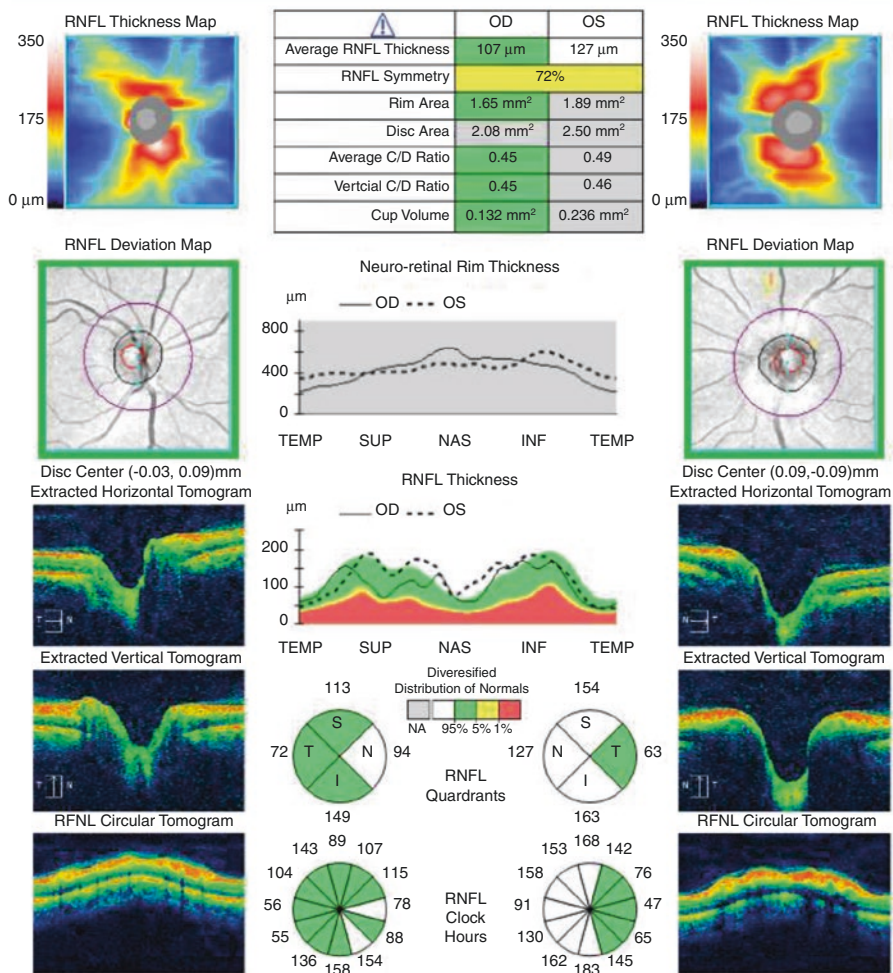 RNFL Thickness Map
350
175
0 μm
OD OS
Average RNFL Thickness 107 μm 127 μm
RNFL Symmetry 72%
Rim Area 1.65 mm² 1.89 mm²
Disc Area 2.08 mm² 2.50 mm²
Average C/D Ratio 0.45 0.49
Vertcial C/D Ratio 0.45 0.46
Cup Volume 0.132 mm² 0.236 mm²
RNFL Thickness Map
350
175
0 μm
RNFL Deviation Map
Disc Center (-0.03, 0.09)mm
Neuro-retinal Rim Thickness
μm
OD OS
800
400
0
TEMP SUP NAS INF TEMP
RNFL Deviation Map
Disc Center (0.09,-0.09)mm
Extracted Horizontal Tomogram
T N
RNFL Thickness
μm
OD OS
200
100
0
TEMP SUP NAS INF TEMP
Extracted Horizontal Tomogram
T N
Extracted Vertical Tomogram
T N
Diveresified
Distribution of Normals
NA 95% 5% 1%
113
S
72 T N 94
I
149
RNFL
Quadrants
154
S
127 N T 63
I
163
Extracted Vertical Tomogram
T N
RFNL Circular Tomogram
89
143 107
104 115
56 78
55 88
136 154
158
RNFL
Clock
Hours
168
153 142
158 76
91 47
130 65
162 145
183
RFNL Circular Tomogram